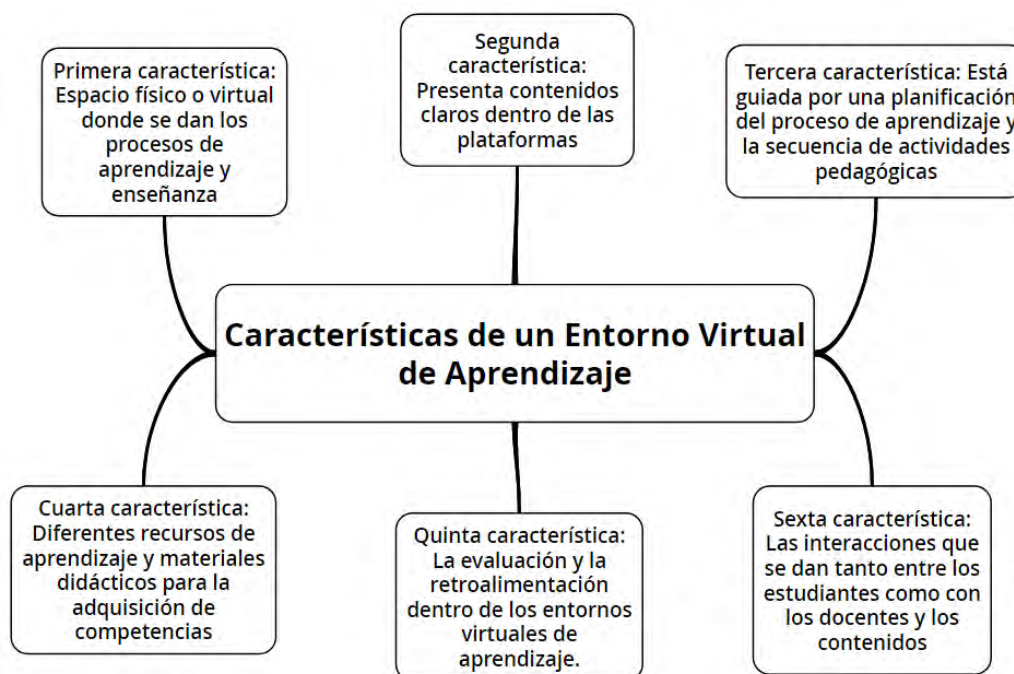 Primera característica:
Espacio físico o virtual
donde se dan los
procesos de
aprendizaje y
enseñanza
Segunda
característica:
Presenta contenidos
claros dentro de las
plataformas
Tercera característica: Está
guiada por una planificación
del proceso de aprendizaje y
la secuencia de actividades
pedagógicas
Características de un Entorno Virtual
de Aprendizaje
Cuarta característica:
Diferentes recursos de
aprendizaje y materiales
didácticos para la
adquisición de
competencias
Quinta característica:
La evaluación y la
retroalimentación
dentro de los entornos
virtuales de
aprendizaje.
Sexta característica:
Las interacciones que
se dan tanto entre los
estudiantes como con
los docentes y los
contenidos